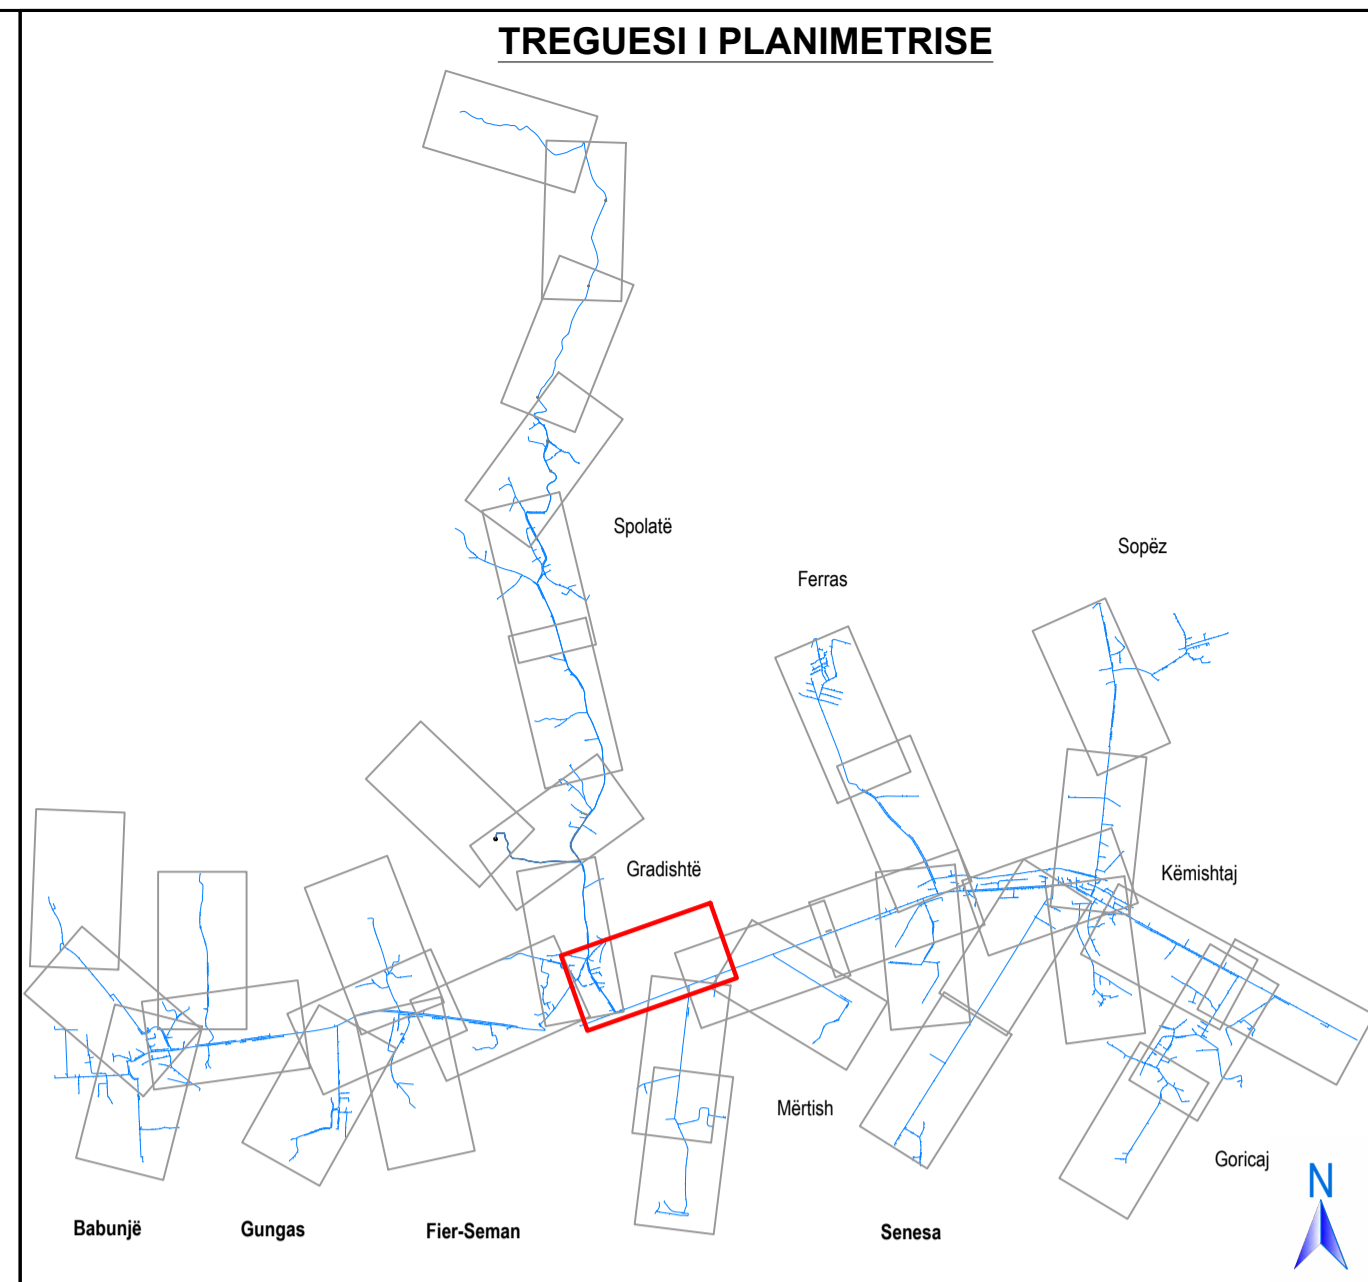 TREGUESI I PLANIMETRISE
Spolatë
Sopëz
Ferras
Gradishtë
Këmishtaj
Mërtish
Goricaj
N
Babunjë
Gungas
Fier-Seman
Senesa